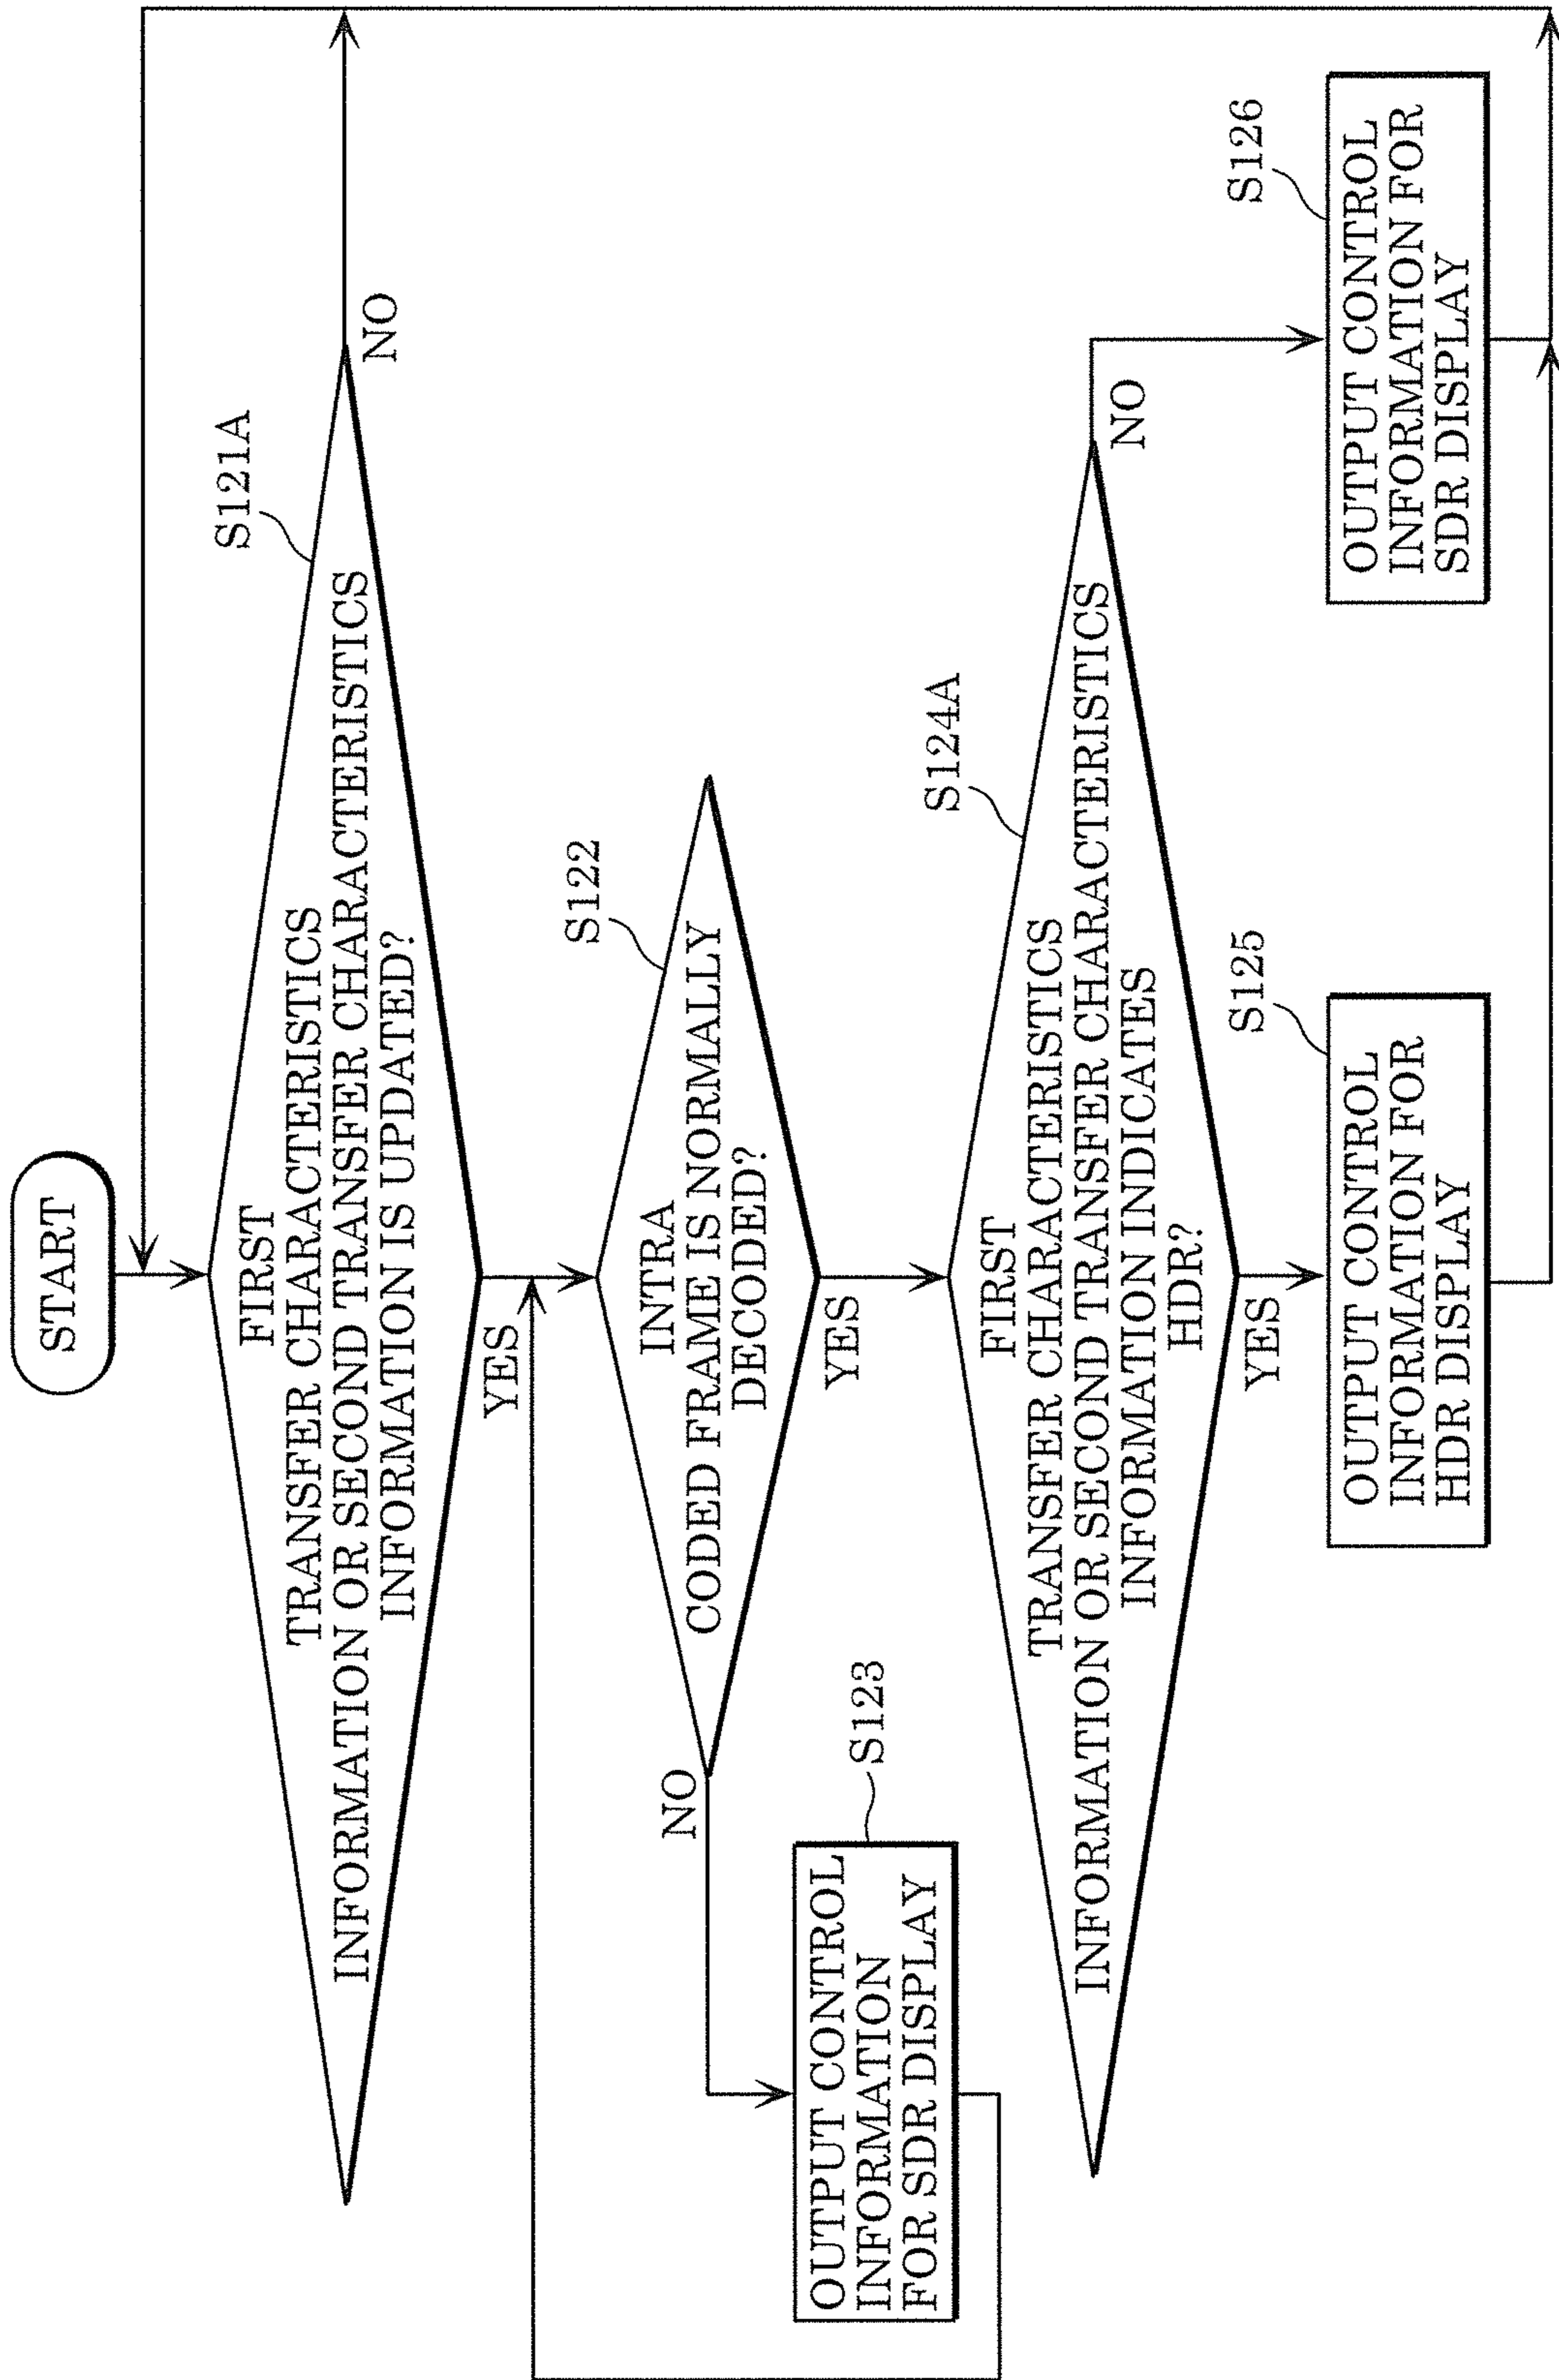 START
S121A
FIRST
TRANSFER CHARACTERISTICS
INFORMATION OR SECOND TRANSFER CHARACTERISTICS
INFORMATION IS UPDATED?
NO
YES
S122
INTRA
CODED FRAME IS NORMALLY
DECODED?
NO
YES
S123
OUTPUT CONTROL
INFORMATION
FOR SDR DISPLAY
S124A
FIRST
TRANSFER CHARACTERISTICS
INFORMATION OR SECOND TRANSFER CHARACTERISTICS
INFORMATION INDICATES
HDR?
NO
YES
S125
OUTPUT CONTROL
INFORMATION FOR
HDR DISPLAY
S126
OUTPUT CONTROL
INFORMATION FOR
SDR DISPLAY